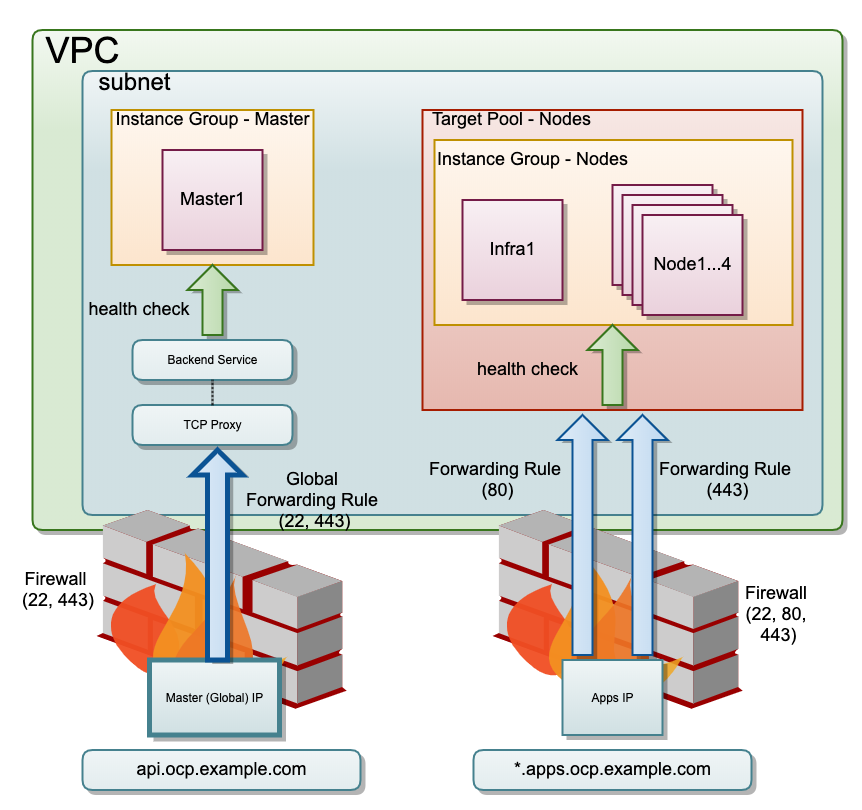 VPC
subnet
Instance Group - Master
Master1
health check
Backend Service
TCP Proxy
Global
Forwarding Rule
(22, 443)
Firewall
(22, 443)
Master (Global) IP
api.ocp.example.com
Target Pool - Nodes
Instance Group - Nodes
Infra1
Node1...4
health check
Forwarding Rule
(80)
Forwarding Rule
(443)
Firewall
(22, 80,
443)
Apps IP
*.apps.ocp.example.com